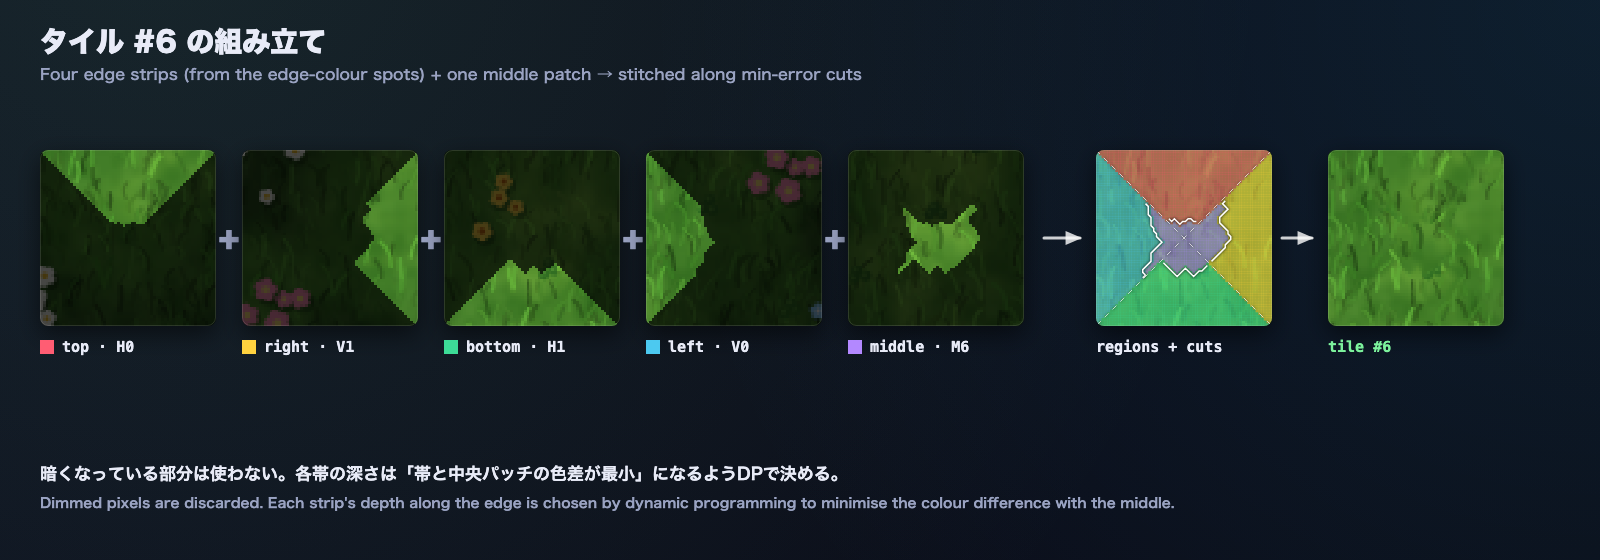 タイル #6 の組み立て
Four edge strips (from the edge-colour spots) + one middle patch → stitched along min-error cuts
top · H0
right · V1
bottom · H1
left · V0
middle · M6
regions + cuts
tile #6
暗くなっている部分は使わない。各帯の深さは「帯と中央パッチの色差が最小」になるようDPで決める。
Dimmed pixels are discarded. Each strip's depth along the edge is chosen by dynamic programming to minimise the colour difference with the middle.